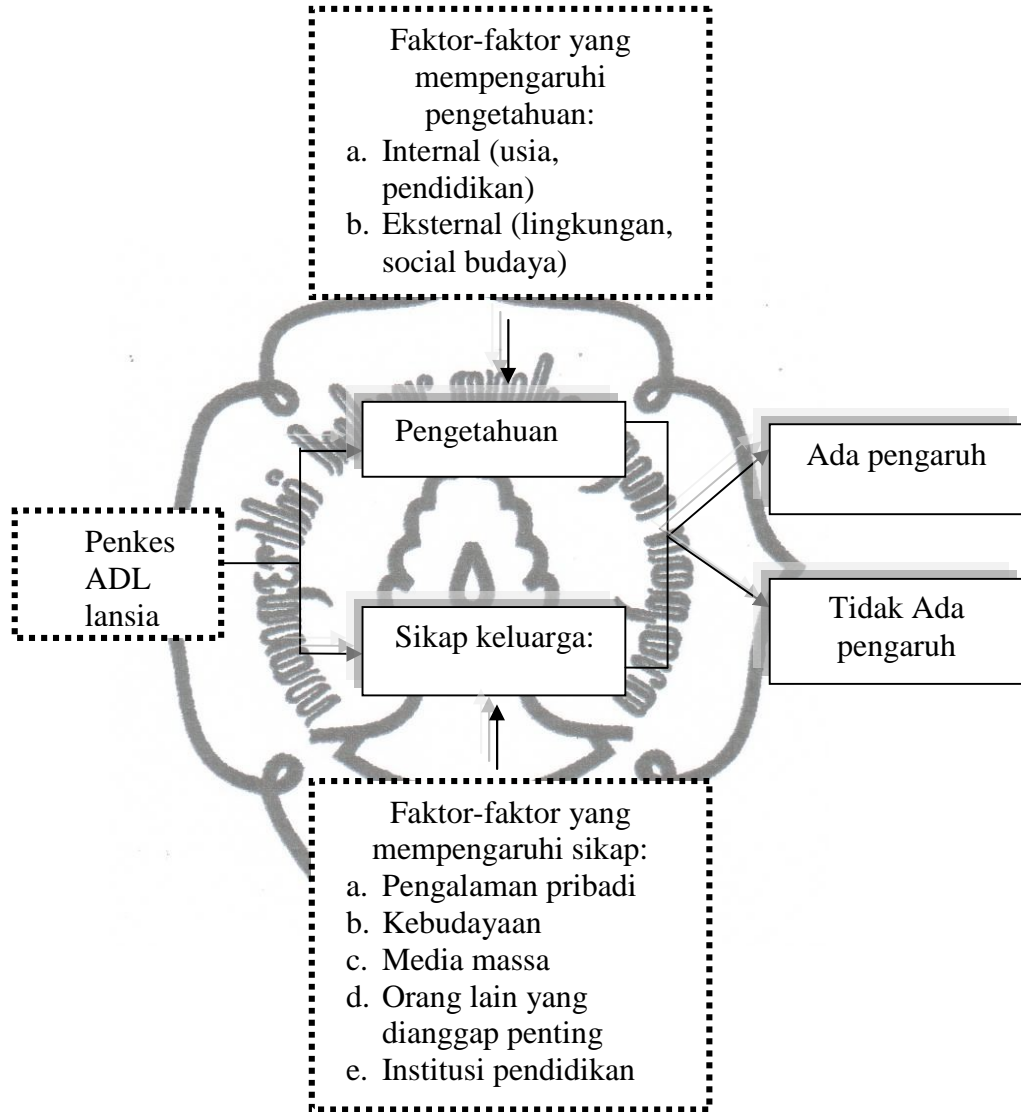 Faktor-faktor yang
mempengaruhi
pengetahuan:
a. Internal (usia,
pendidikan)
b. Eksternal (lingkungan,
social budaya)
Pengetahuan
Ada pengaruh
Penkes
ADL
lansia
Sikap keluarga:
Tidak Ada
pengaruh
Faktor-faktor yang
mempengaruhi sikap:
a. Pengalaman pribadi
b. Kebudayaan
c. Media massa
d. Orang lain yang
dianggap penting
e. Institusi pendidikan